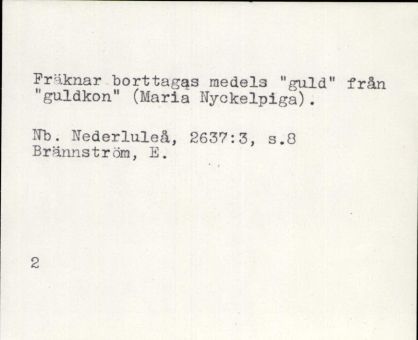 Fräknar borttagas medels "guld" från
"guldkon" (Maria Nyckelpiga).
Nb. Nederluleå, 2637:3, s.8
Brännström, E.
2